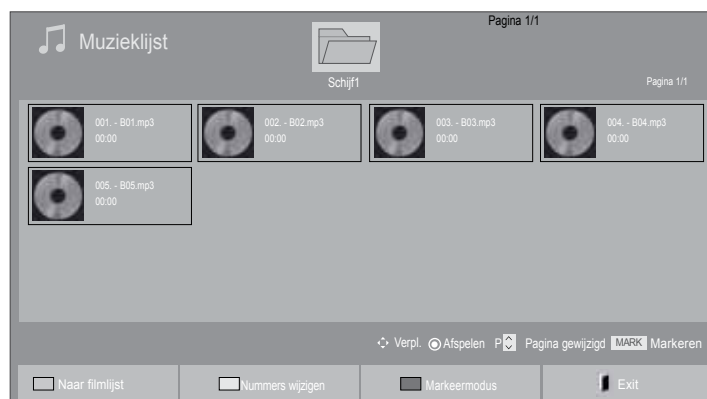 Pagina 1/1
Muzieklijst
Schijf1
Pagina 1/1
001. - B01.mp3
00:00
002. - B02.mp3
00:00
003. - B03.mp3
00:00
004. - B04.mp3
00:00
005. - B05.mp3
00:00
Verpl. Afspelen P Pagina gewijzigd MARK Markeren
Naar filmlijst Nummers wijzigen Markeermodus Exit